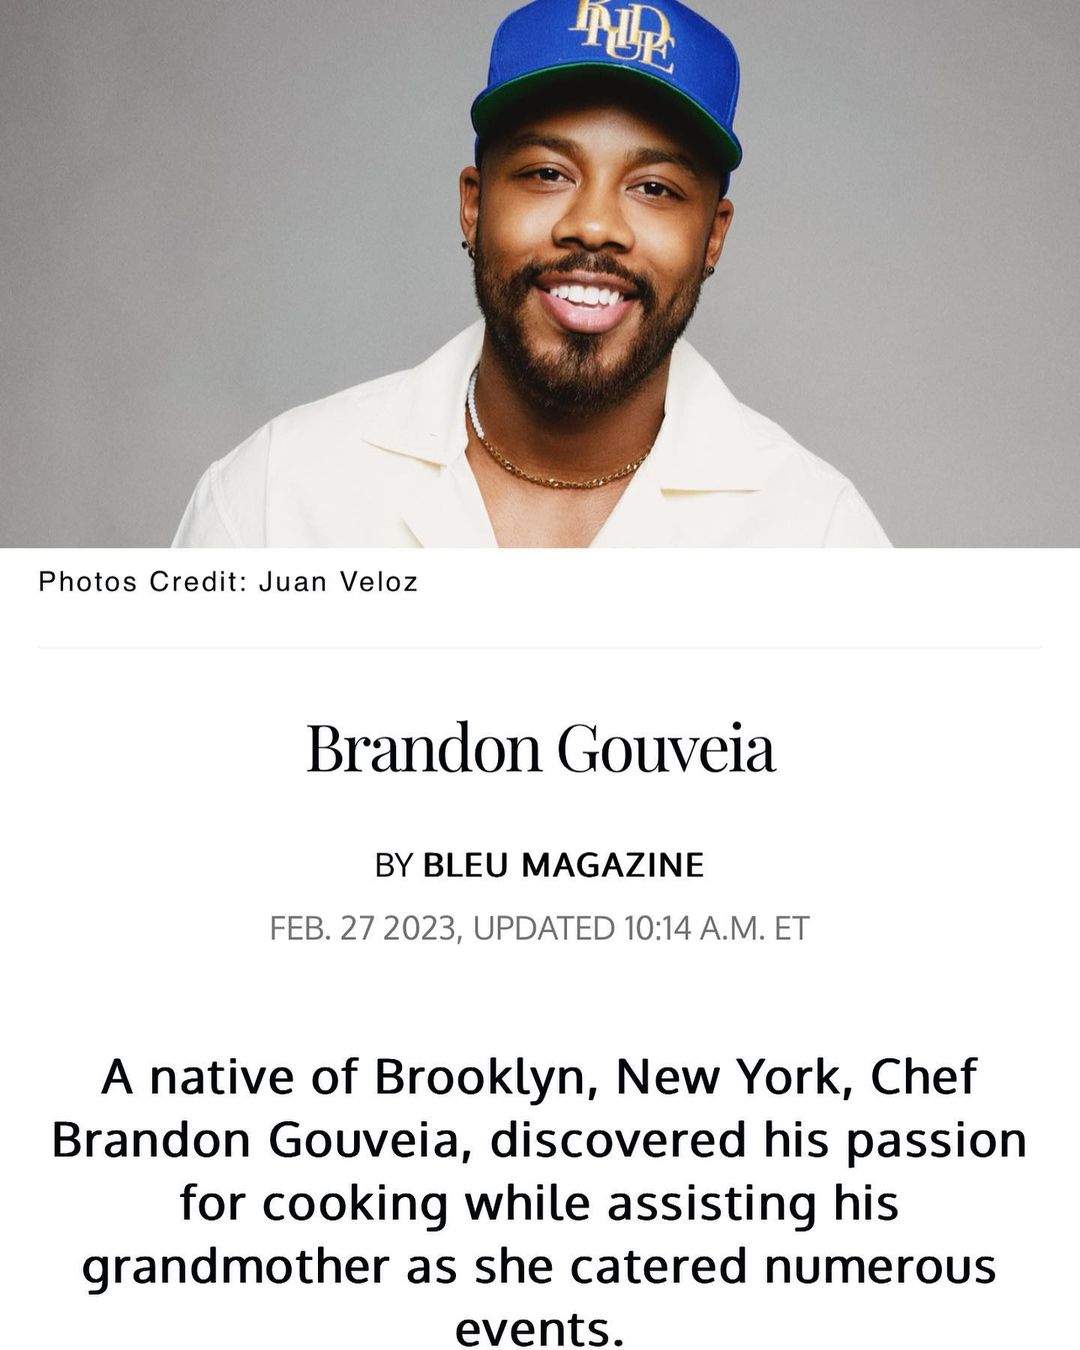 Photos Credit: Juan Veloz
Brandon Gouveia
BY BLEU MAGAZINE
FEB. 27 2023, UPDATED 10:14 A.M. ET
A native of Brooklyn, New York, Chef
Brandon Gouveia, discovered his passion
for cooking while assisting his
grandmother as she catered numerous
events.